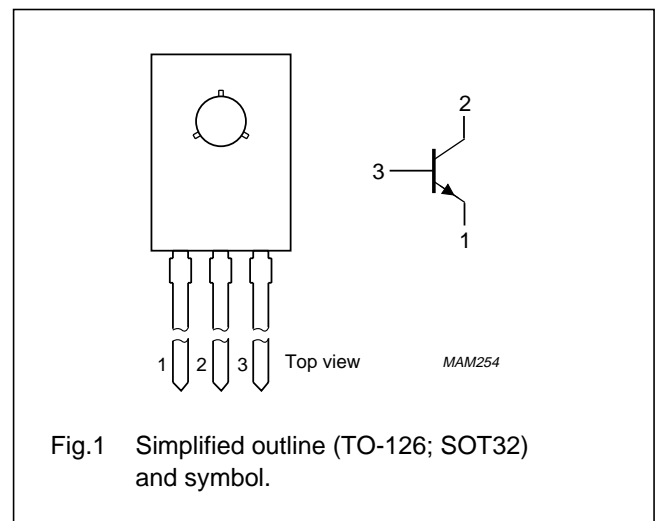 2
3
1
1 2 3 Top view MAM254
Fig.1 Simplified outline (TO-126; SOT32)
and symbol.